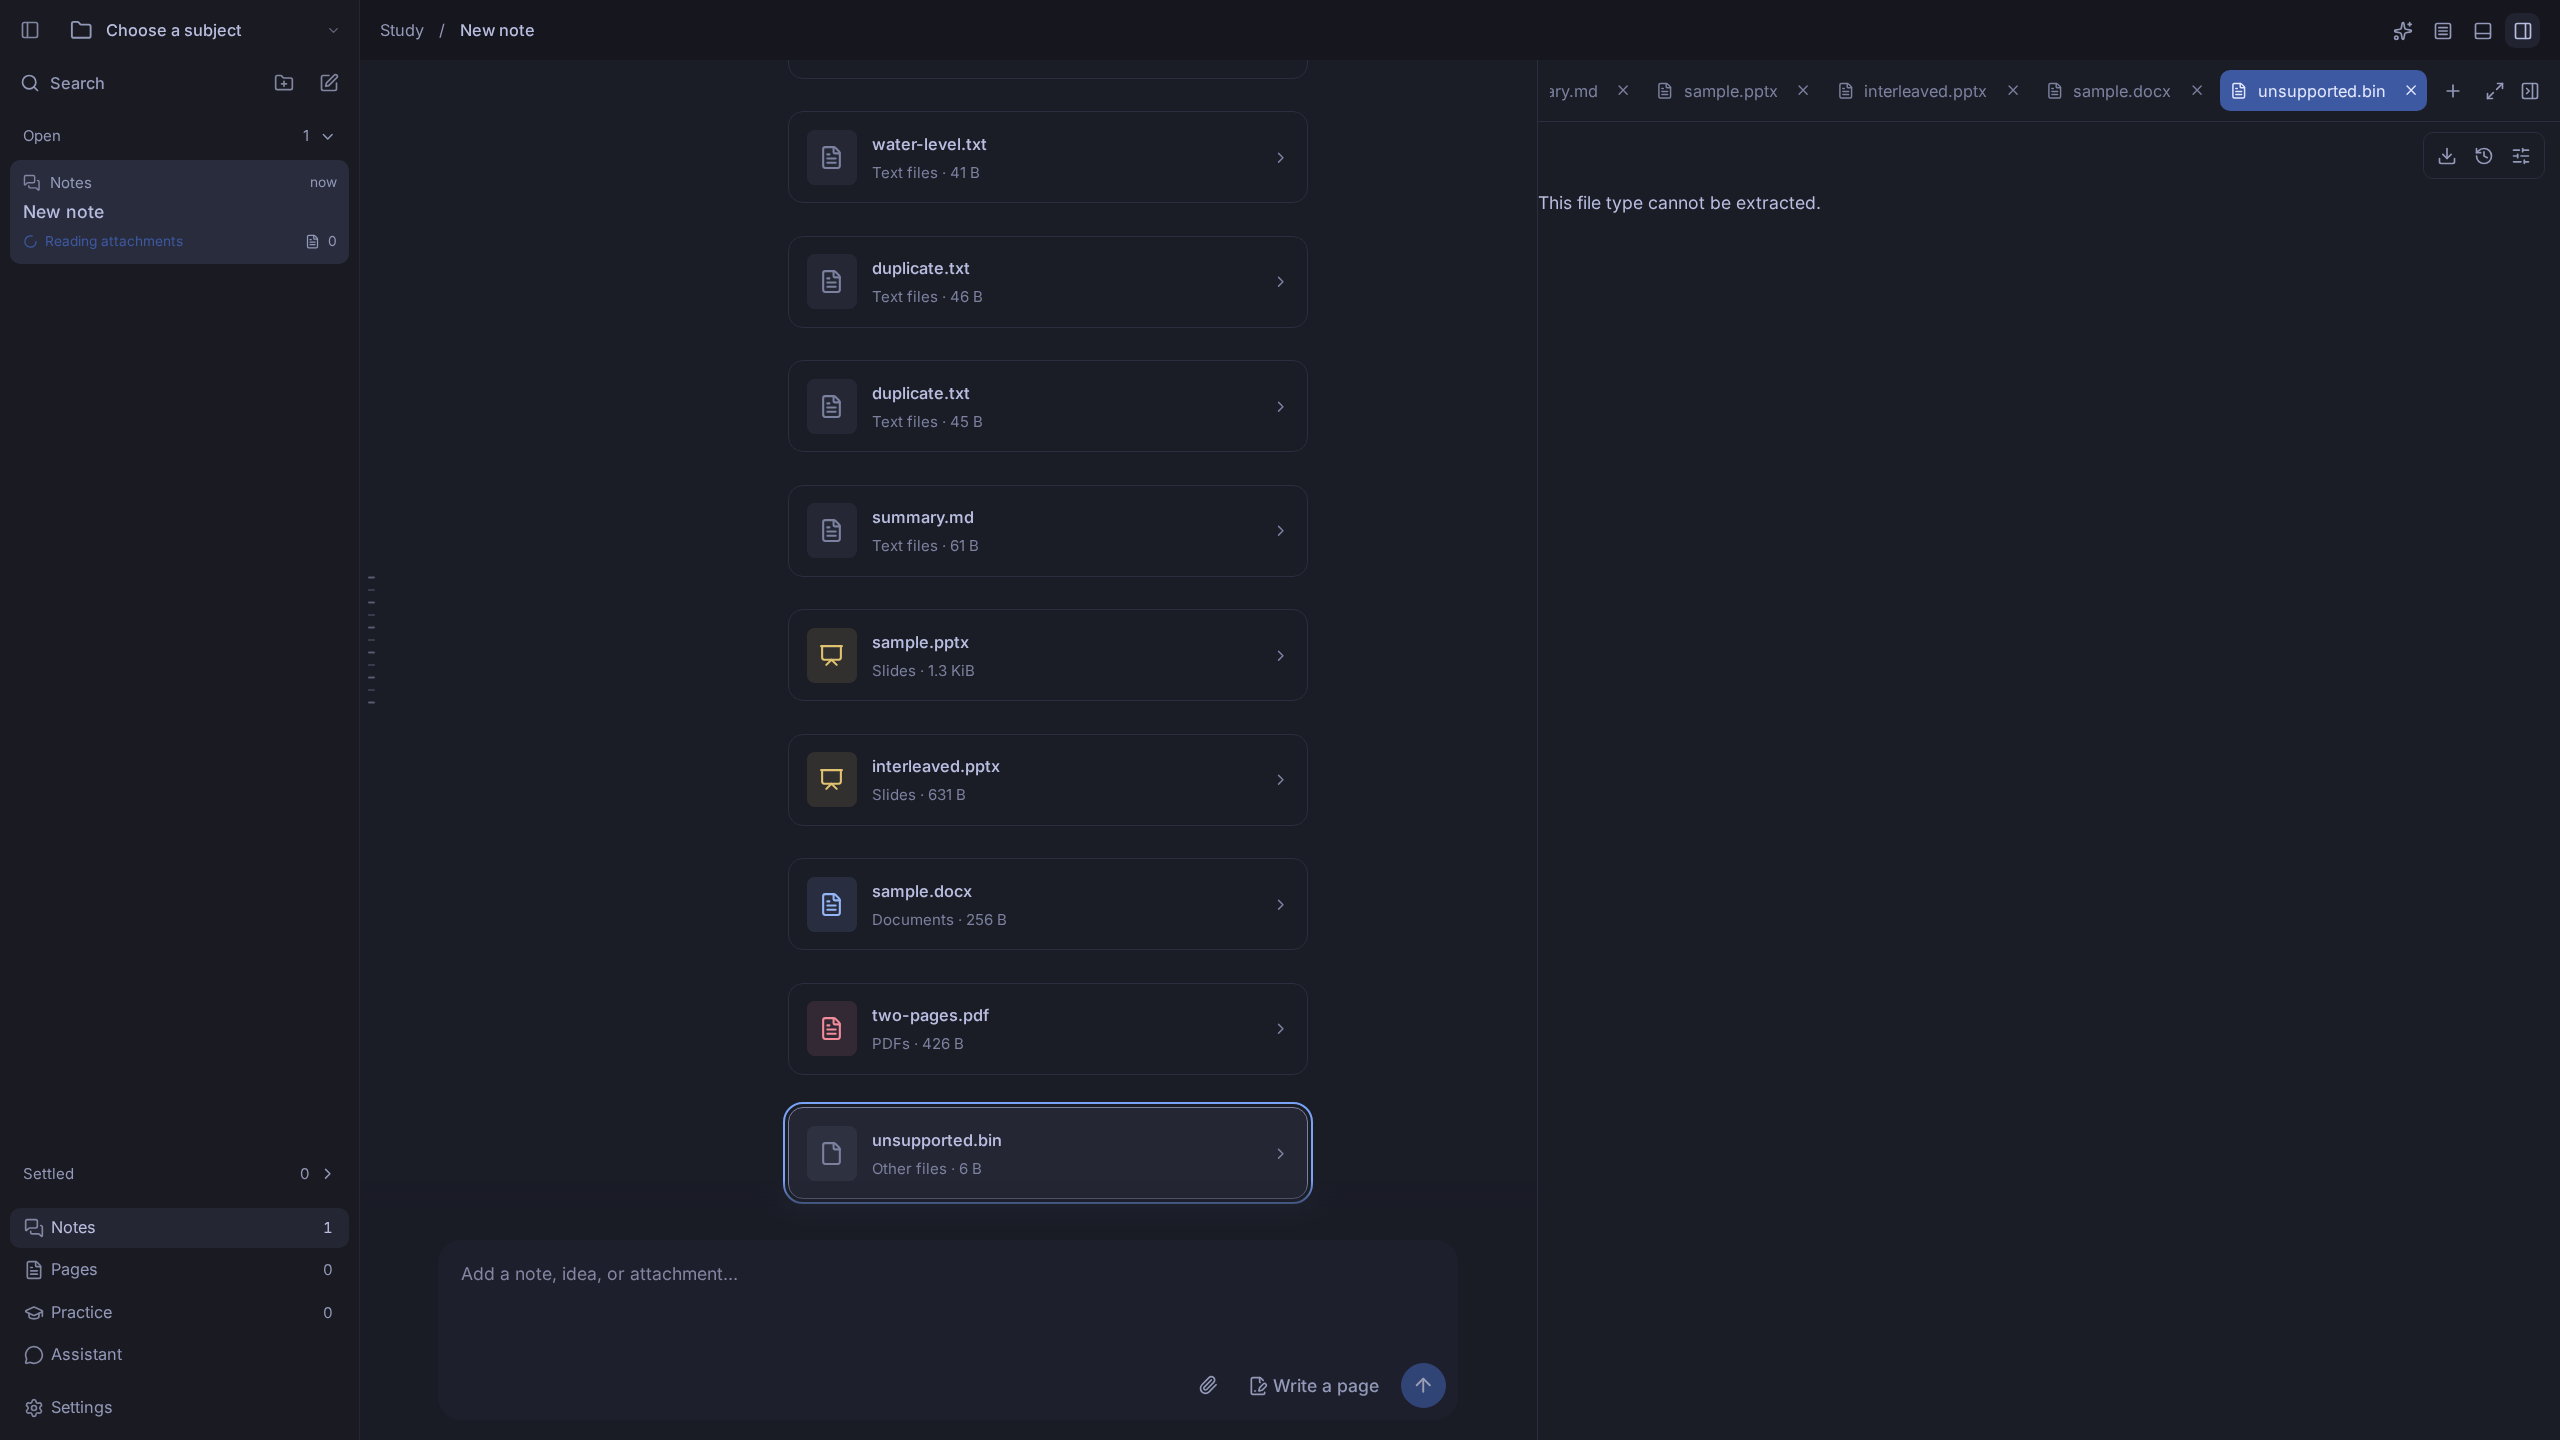 Choose a subject
Search
Open 1
Notes now
New note
Reading attachments 0
Settled 0
Notes 1
Pages 0
Practice 0
Assistant
Settings
Study / New note
water-level.txt
Text files · 41 B
duplicate.txt
Text files · 46 B
duplicate.txt
Text files · 45 B
summary.md
Text files · 61 B
sample.pptx
Slides · 1.3 KiB
interleaved.pptx
Slides · 631 B
sample.docx
Documents · 256 B
two-pages.pdf
PDFs · 426 B
unsupported.bin
Other files · 6 B
Add a note, idea, or attachment...
Write a page
ary.md sample.pptx interleaved.pptx sample.docx unsupported.bin
This file type cannot be extracted.